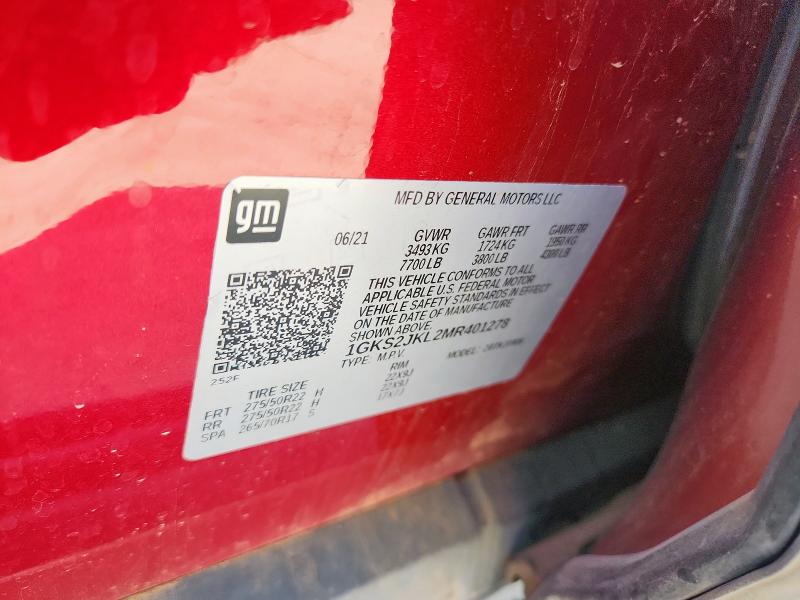 gm
MFD BY GENERAL MOTORS LLC
06/21 GVWR GAWR FRT GAWR RR
3493 KG 1724 KG 1950 KG
7700 LB 3800 LB 4300 LB
THIS VEHICLE CONFORMS TO ALL
APPLICABLE U.S. FEDERAL MOTOR
VEHICLE SAFETY STANDARDS IN EFFECT
ON THE DATE OF MANUFACTURE
SHOWN ABOVE.
1GKS2JKL2MR401278
TYPE: M.P.V. MODEL:
252F
TIRE SIZE RIM
FRT 275/50R22 H 22X9J
RR 275/50R22 H 22X9J
SPA 265/70R17 S 17X7J